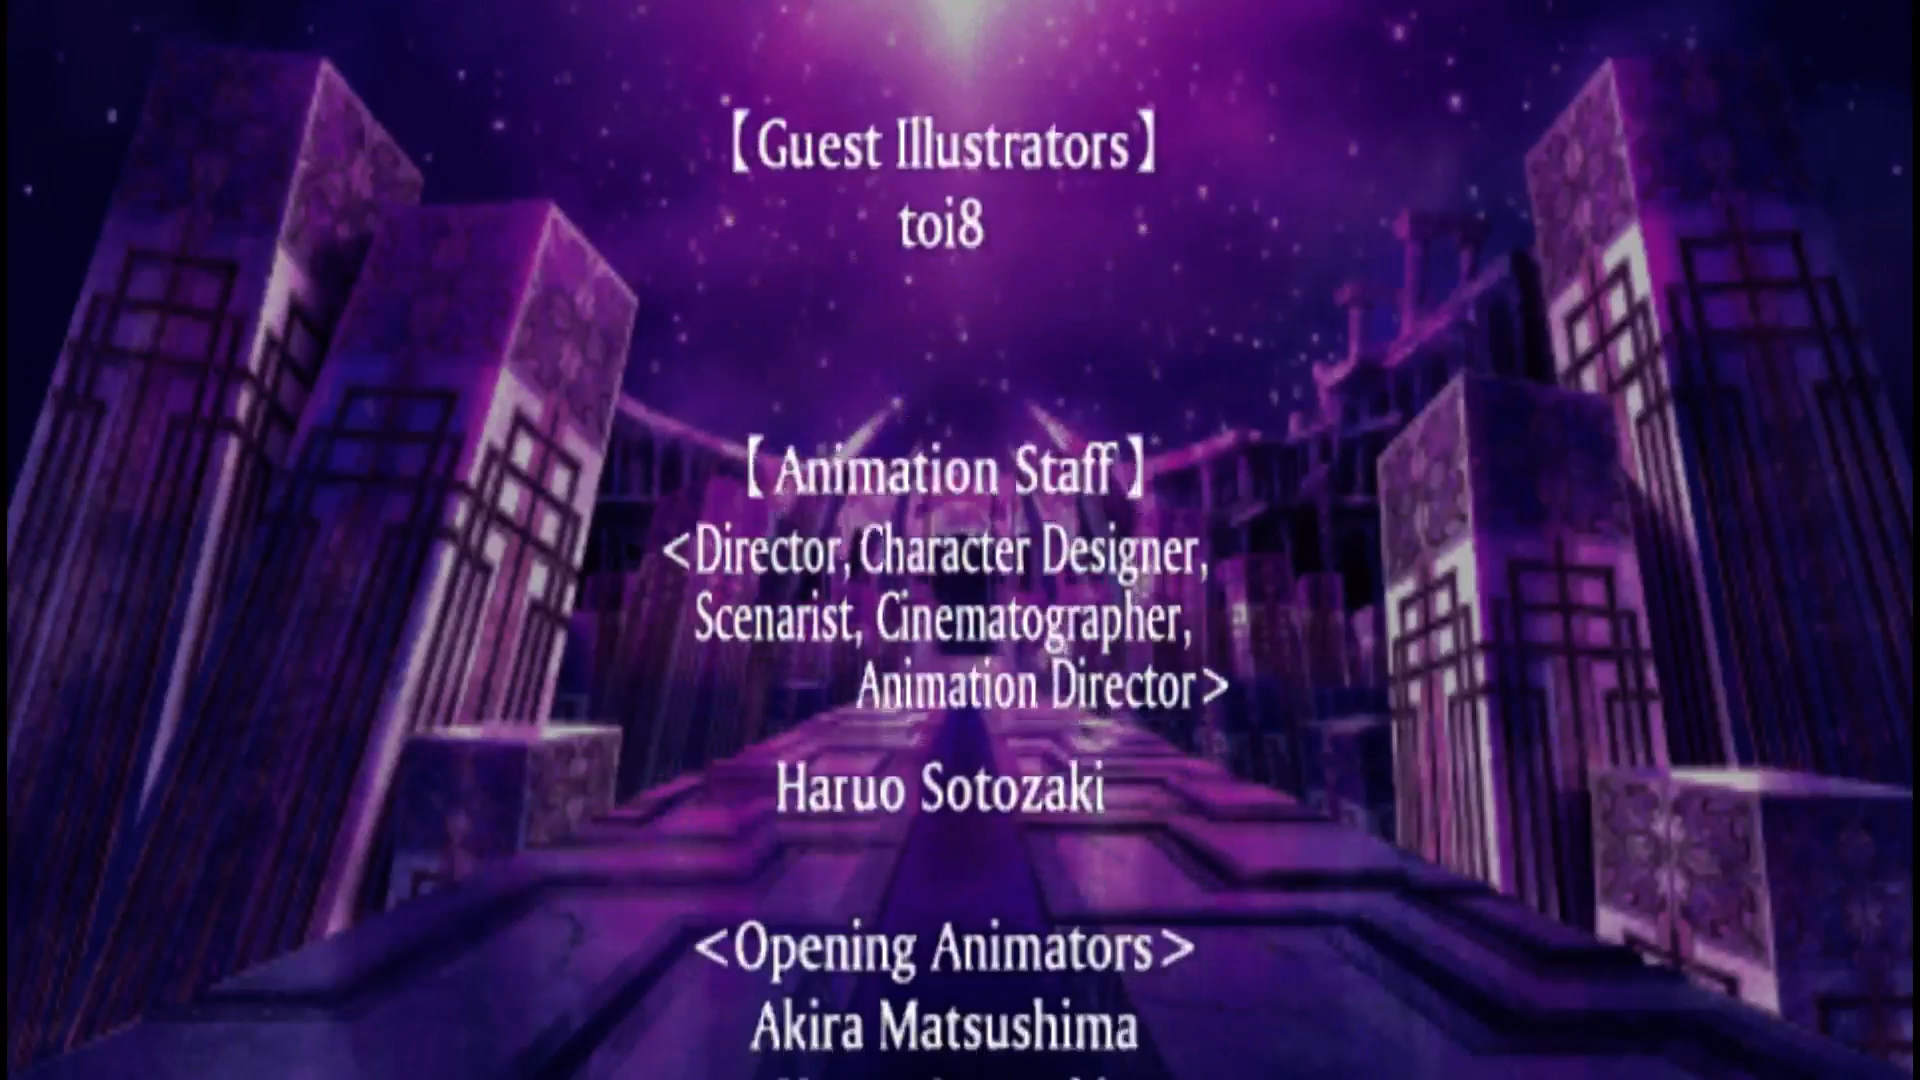 【Guest Illustrators】
toi8
【Animation Staff】
<Director, Character Designer,
Scenarist, Cinematographer,
Animation Director>
Haruo Sotozaki
<Opening Animators>
Akira Matsushima